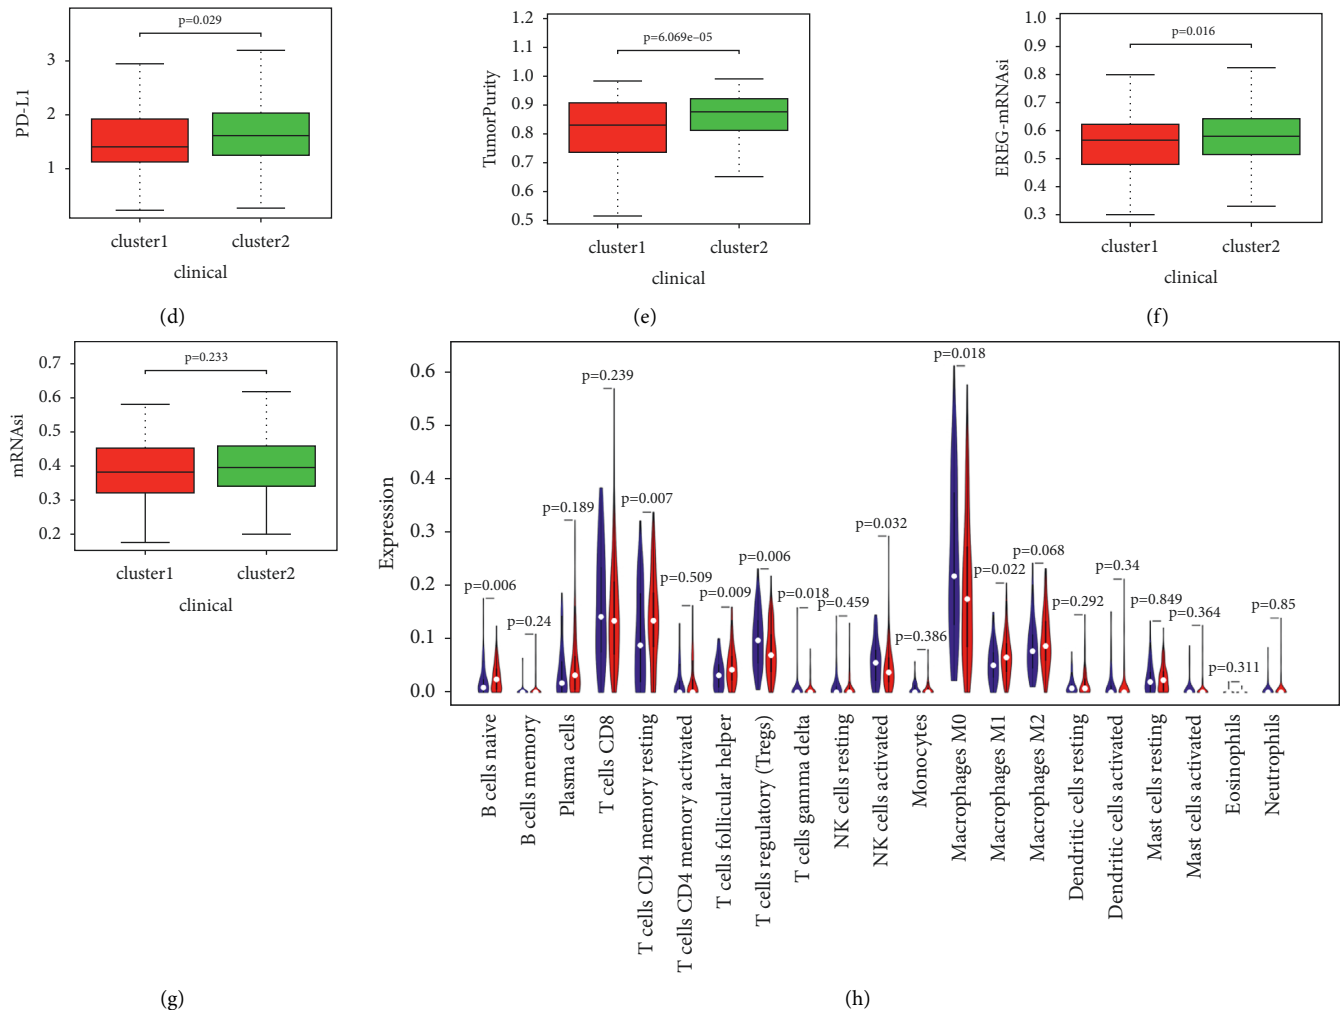 p=0.029
3
2
1
PD-L1
cluster1 cluster2
clinical
(d)
1.2
1.1
1.0
0.9
0.8
0.7
0.6
0.5
TumorPurity
p=6.069e–05
cluster1 cluster2
clinical
(e)
1.0
0.9
0.8
0.7
0.6
0.5
0.4
0.3
EREG-mRNAsi
p=0.016
cluster1 cluster2
clinical
(f)
0.7
0.6
0.5
0.4
0.3
0.2
mRNAsi
p=0.233
cluster1 cluster2
clinical
(g)
0.6
0.5
0.4
0.3
0.2
0.1
0.0
Expression
p=0.006
p=0.24
p=0.189
p=0.239
p=0.007
p=0.509
p=0.009
p=0.006
p=0.018
p=0.459
p=0.032
p=0.386
p=0.018
p=0.022
p=0.068
p=0.292
p=0.34
p=0.849
p=0.364
p=0.311
p=0.85
B cells naive
B cells memory
Plasma cells
T cells CD8
T cells CD4 memory resting
T cells CD4 memory activated
T cells follicular helper
T cells regulatory (Tregs)
T cells gamma delta
NK cells resting
NK cells activated
Monocytes
Macrophages M0
Macrophages M1
Macrophages M2
Dendritic cells resting
Dendritic cells activated
Mast cells resting
Mast cells activated
Eosinophils
Neutrophils
(h)